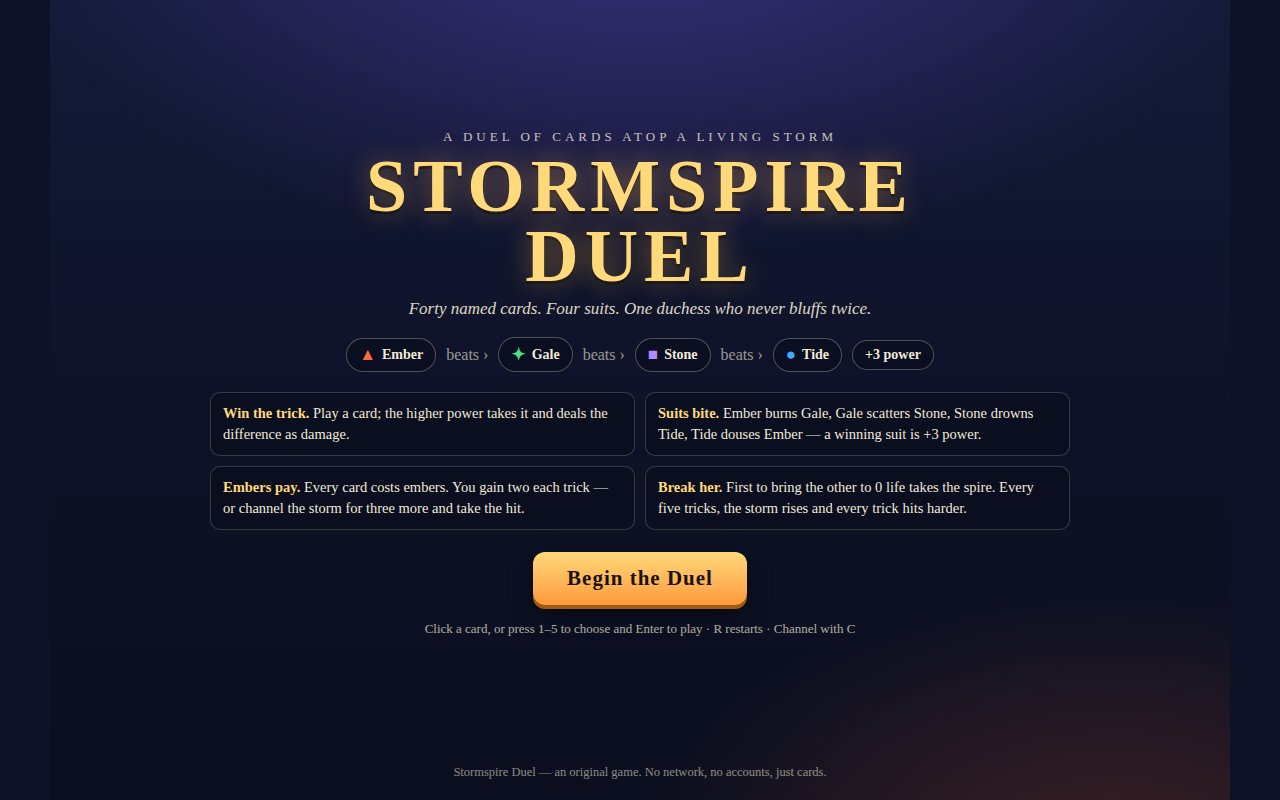 A DUEL OF CARDS ATOP A LIVING STORM
STORMSPIRE
DUEL
Forty named cards. Four suits. One duchess who never bluffs twice.
▲ Ember beats › ✦ Gale beats › ■ Stone beats › ● Tide +3 power
Win the trick. Play a card; the higher power takes it and deals the
difference as damage.
Suits bite. Ember burns Gale, Gale scatters Stone, Stone drowns
Tide, Tide douses Ember — a winning suit is +3 power.
Embers pay. Every card costs embers. You gain two each trick —
or channel the storm for three more and take the hit.
Break her. First to bring the other to 0 life takes the spire. Every
five tricks, the storm rises and every trick hits harder.
Begin the Duel
Click a card, or press 1–5 to choose and Enter to play · R restarts · Channel with C
Stormspire Duel — an original game. No network, no accounts, just cards.